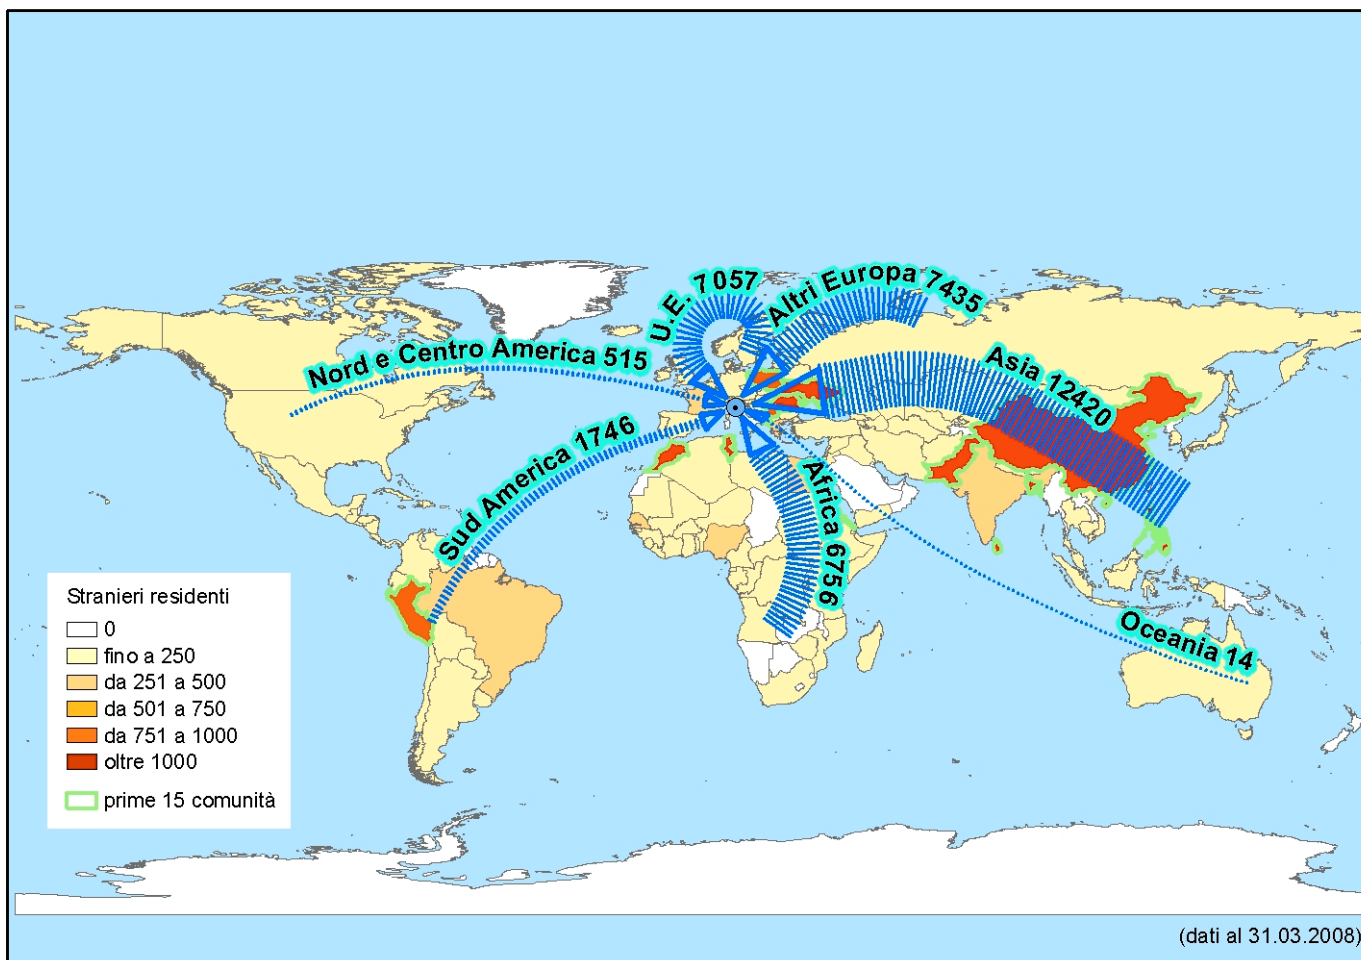 U.E. 7057
Altri Europa 7435
Nord e Centro America 515
Asia 12420
Sud America 1746
Africa 6756
Oceania 14
Stranieri residenti
0
fino a 250
da 251 a 500
da 501 a 750
da 751 a 1000
oltre 1000
prime 15 comunità
(dati al 31.03.2008)